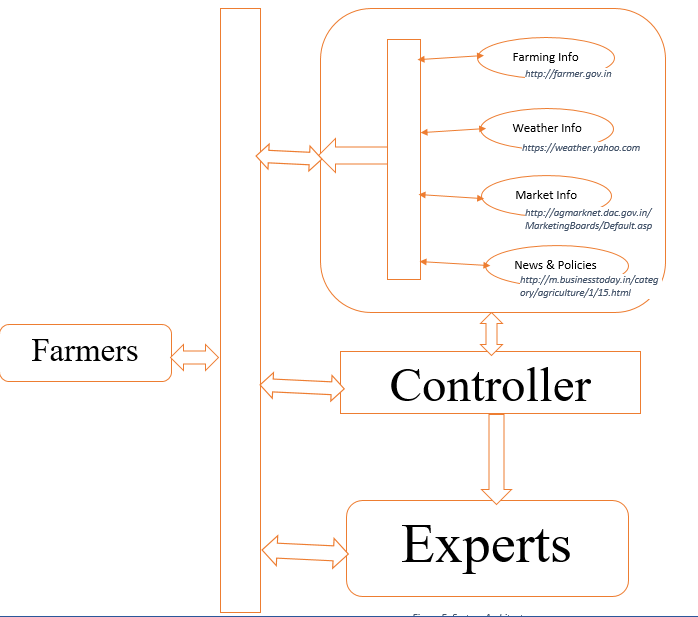 Farming Info
http://farmer.gov.in
Weather Info
https://weather.yahoo.com
Market Info
http://agmarknet.dac.gov.in/
MarketingBoards/Default.asp
News & Policies
http://m.businesstoday.in/categ
ory/agriculture/1/15.html
Farmers
Controller
Experts